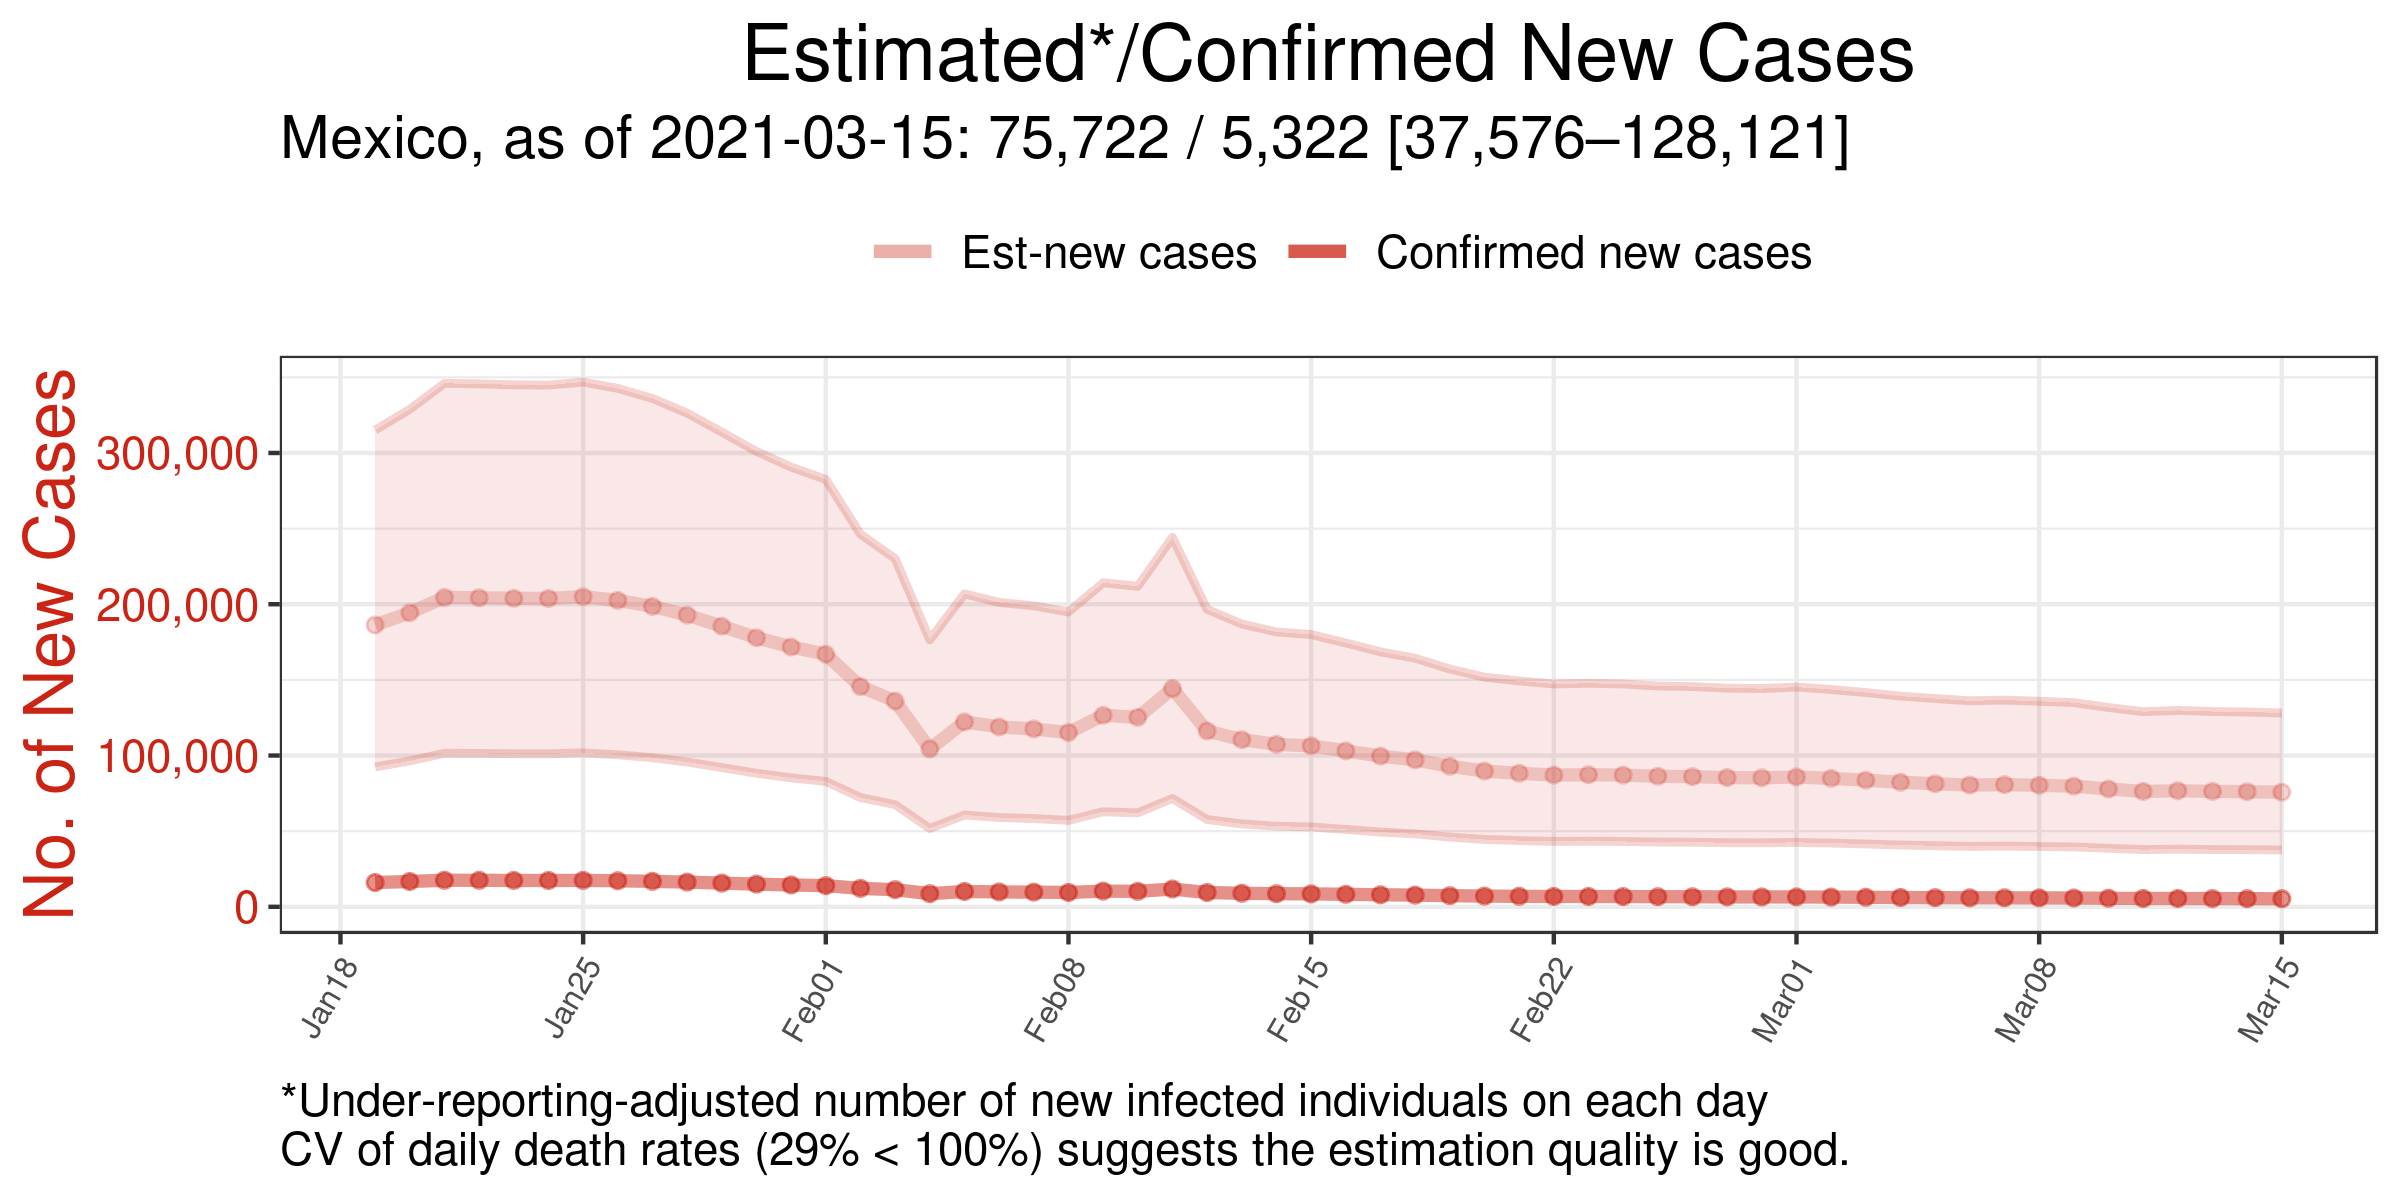 Estimated*/Confirmed New Cases
Mexico, as of 2021-03-15: 75,722 / 5,322 [37,576–128,121]
Est-new cases
Confirmed new cases
No. of New Cases
300,000
200,000
100,000
0
Jan18
Jan25
Feb01
Feb08
Feb15
Feb22
Mar01
Mar08
Mar15
*Under-reporting-adjusted number of new infected individuals on each day
CV of daily death rates (29% < 100%) suggests the estimation quality is good.